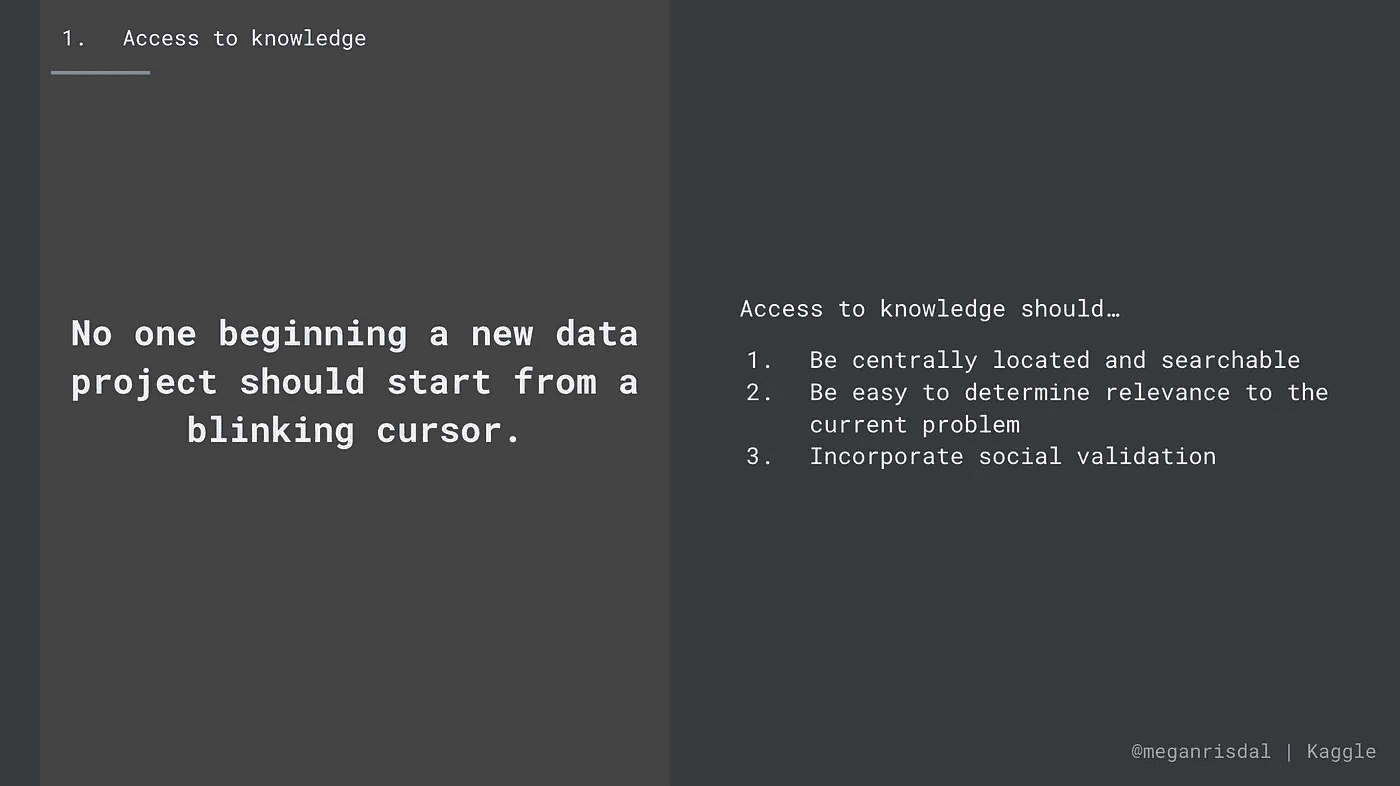 1. Access to knowledge
No one beginning a new data
project should start from a
blinking cursor.
Access to knowledge should…
1. Be centrally located and searchable
2. Be easy to determine relevance to the
current problem
3. Incorporate social validation
@meganrisdal | Kaggle